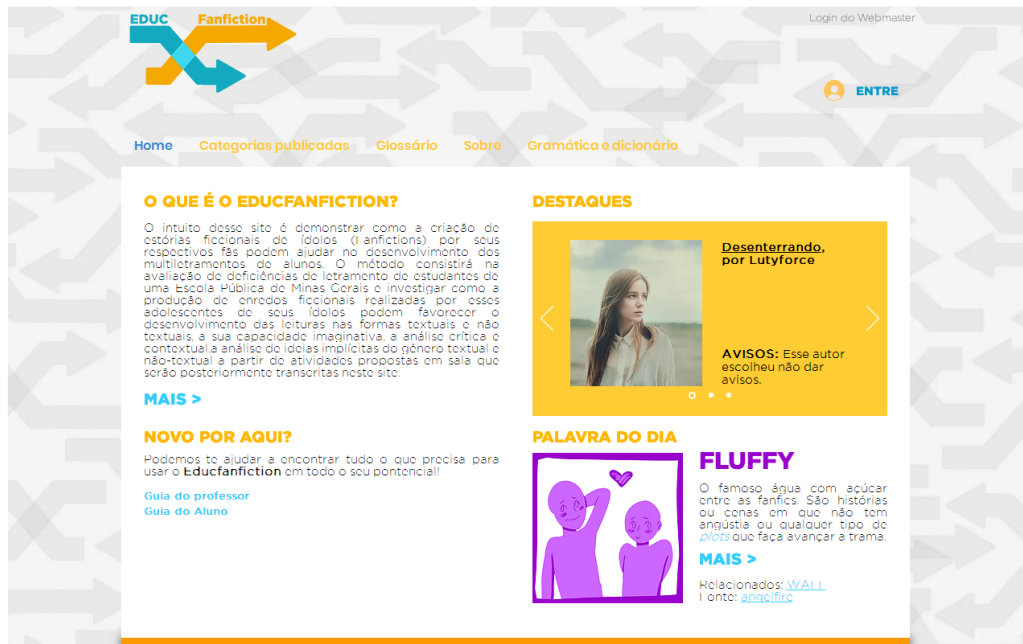 EDUC Fanfiction
Login do Webmaster
ENTRE
Home Categorias publicadas Glossário Sobre Gramática e dicionário
O QUE É O EDUCFANFICTION?
O intuito desse site é demonstrar como a criação de
estórias ficcionais de ídolos (Fanfictions) por seus
respectivos fãs podem ajudar no desenvolvimento dos
multiletramentos de alunos. O método consistirá na
avaliação de deficiências de letramento de estudantes de
uma Escola Pública de Minas Gerais e investigar como a
produção de enredos ficcionais realizadas por esses
adolescentes de seus ídolos podem favorecer o
desenvolvimento das leituras nas formas textuais e não
textuais, a sua capacidade imaginativa, a análise crítica e
contextual,a análise de ideias implícitas do gênero textual e
não-textual a partir de atividades propostas em sala que
serão posteriormente transcritas neste site.
MAIS >
NOVO POR AQUI?
Podemos te ajudar a encontrar tudo o que precisa para
usar o Educfanfiction em todo o seu pontencial!
Guia do professor
Guia do Aluno
DESTAQUES
Desenterrando,
por Lutyforce
AVISOS: Esse autor
escolheu não dar
avisos.
PALAVRA DO DIA
FLUFFY
O famoso água com açúcar
entre as fanfics. São histórias
ou cenas em que não tem
angústia ou qualquer tipo de
plots que faça avançar a trama.
MAIS >
Relacionados: WAFF
Fonte: angelfire